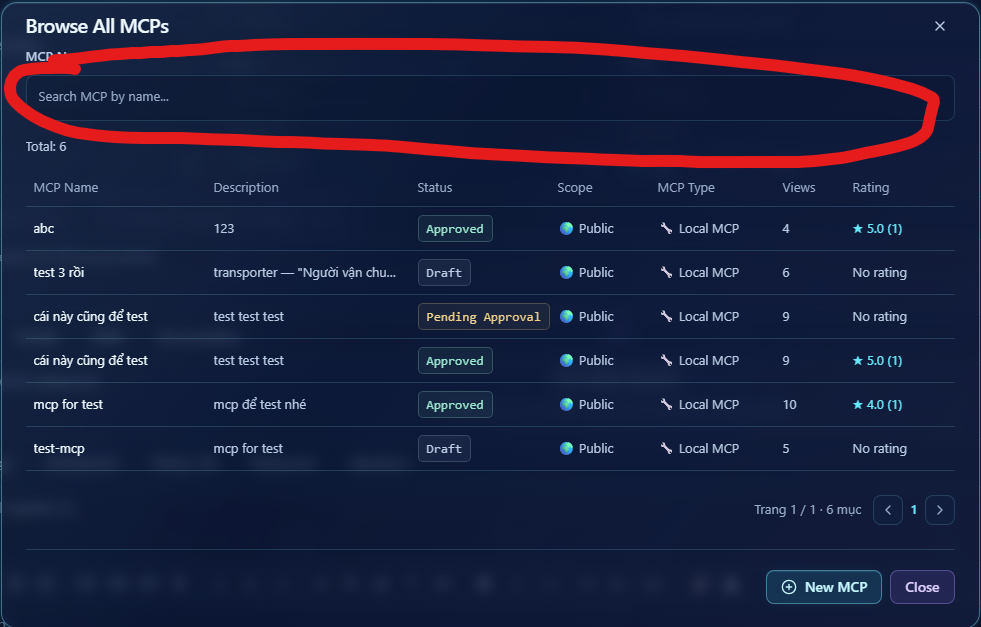 Browse All MCPs
MCP
Search MCP by name...
Total: 6
MCP Name Description Status Scope MCP Type Views Rating
abc 123 Approved Public Local MCP 4 ★ 5.0 (1)
test 3 rồi transporter — "Người vận chu... Draft Public Local MCP 6 No rating
cái này cũng để test test test test Pending Approval Public Local MCP 9 No rating
cái này cũng để test test test test Approved Public Local MCP 9 ★ 5.0 (1)
mcp for test mcp để test nhé Approved Public Local MCP 10 ★ 4.0 (1)
test-mcp mcp for test Draft Public Local MCP 5 No rating
Trang 1 / 1 · 6 mục 1
New MCP Close